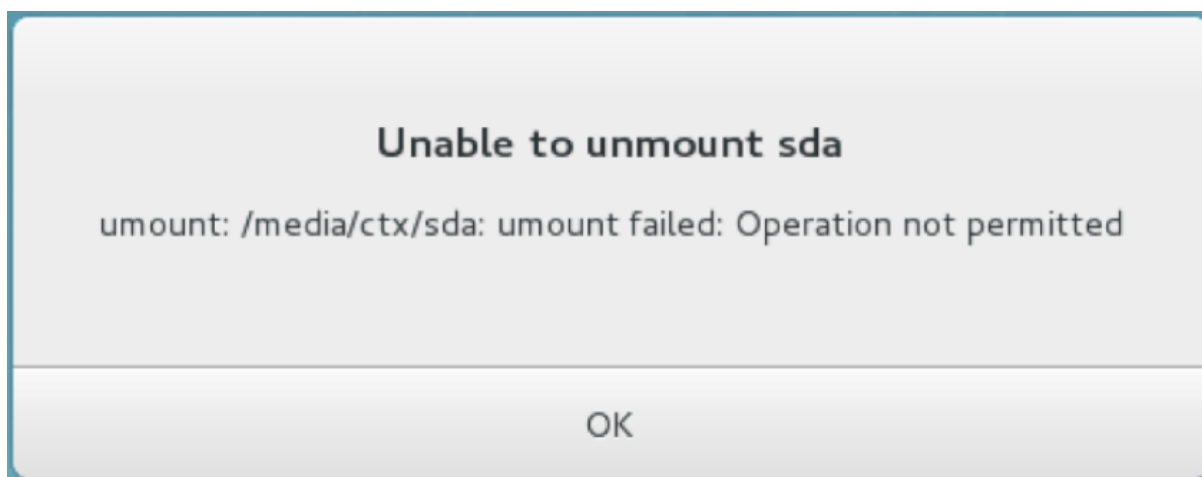 Unable to unmount sda
umount: /media/ctx/sda: umount failed: Operation not permitted
OK